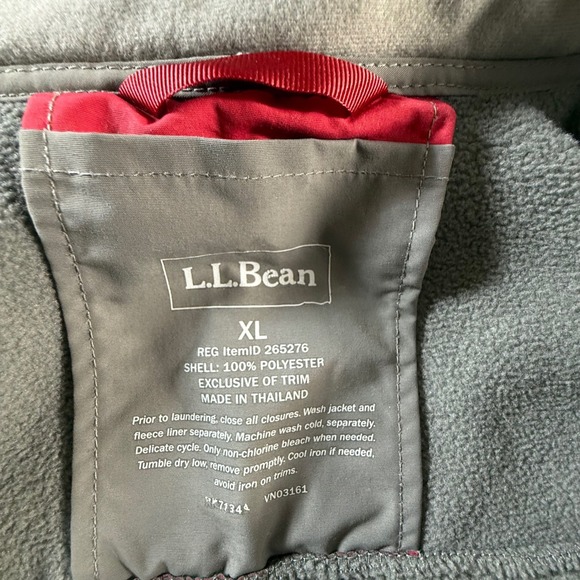 L.L.Bean
XL
REG ItemID 265276
SHELL: 100% POLYESTER
EXCLUSIVE OF TRIM
MADE IN THAILAND
Prior to laundering, close all closures. Wash jacket and
fleece liner separately. Machine wash cold, separately.
Delicate cycle. Only non-chlorine bleach when needed.
Tumble dry low, remove promptly. Cool iron if needed,
avoid iron on trims.
VN03161